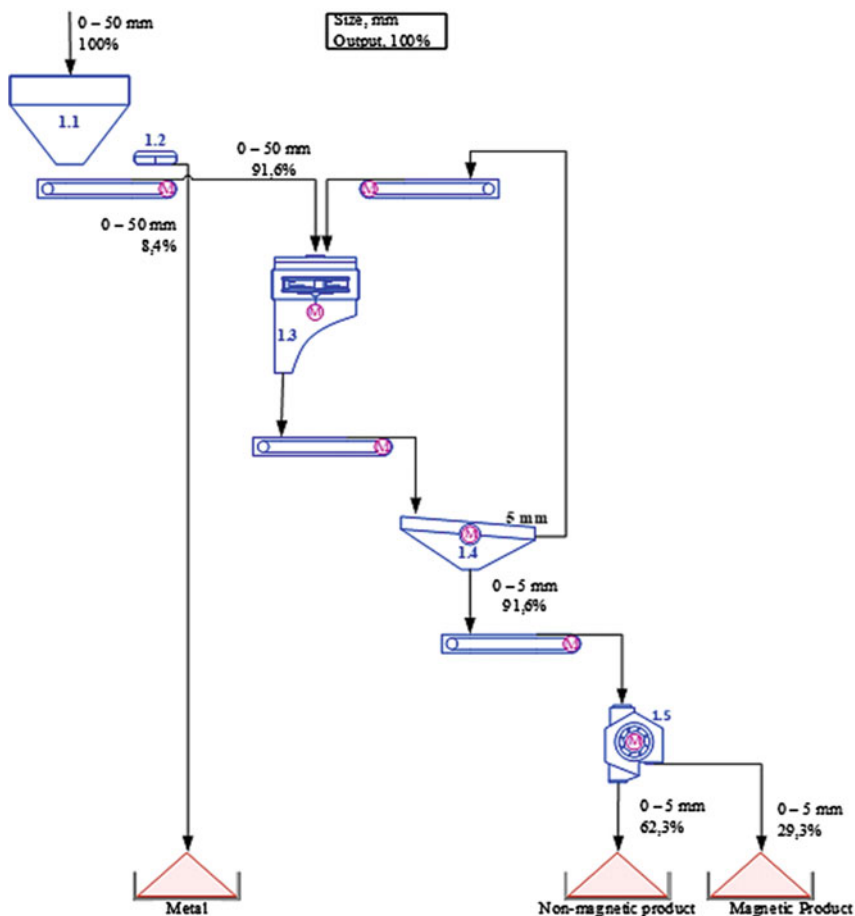 0 – 50 mm
100%
Size, mm
Output, 100%
1.1
1.2
0 – 50 mm
91,6%
M
M
0 – 50 mm
8,4%
M
1.3
M
5 mm
M
1.4
0 – 5 mm
91,6%
M
1.5
M
0 – 5 mm
62,3%
0 – 5 mm
29,3%
Metal
Non-magnetic product
Magnetic Product